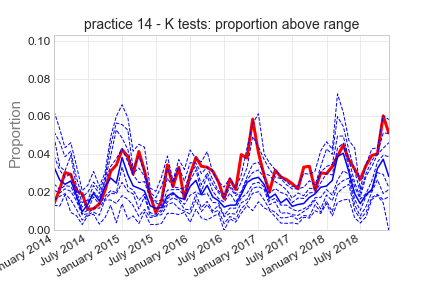 practice 14 - K tests: proportion above range
0.10
0.08
0.06
0.04
0.02
0.00
Proportion
nuary 2014
July 2014
January 2015
July 2015
January 2016
July 2016
January 2017
July 2017
January 2018
July 2018